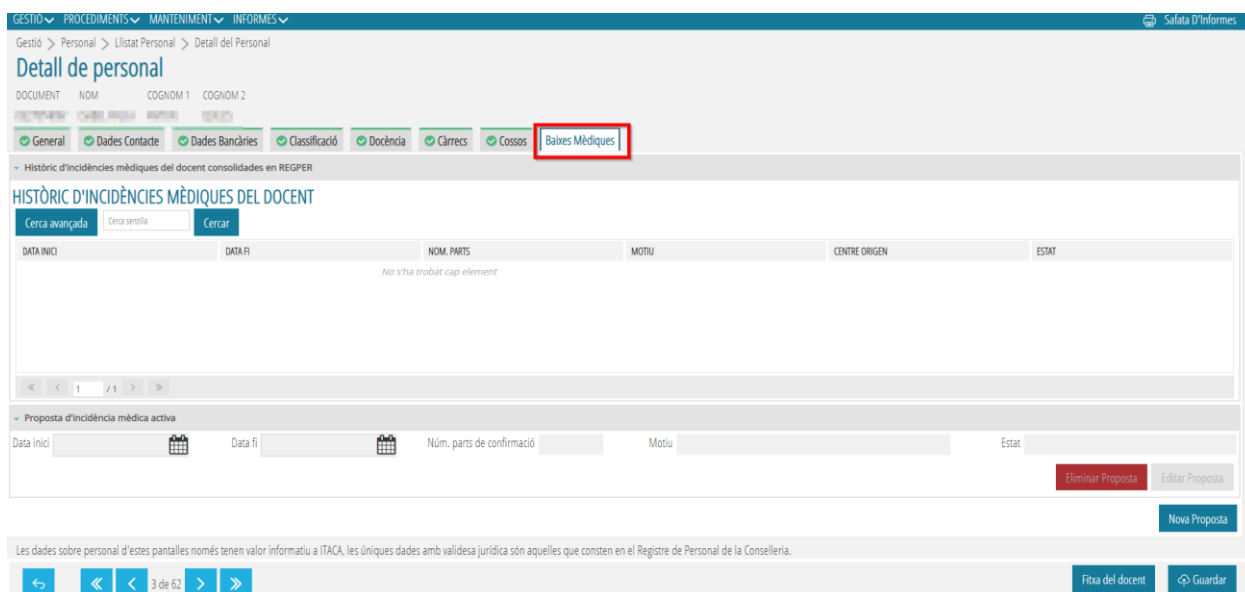 GESTIÓ PROCEDIMENTS MANTENIMENT INFORMES Safata D'Informes
Gestió > Personal > Llistat Personal > Detall del Personal
Detall de personal
DOCUMENT NOM COGNOM 1 COGNOM 2
General Dades Contacte Dades Bancàries Classificació Docència Càrrecs Cossos Baixes Mèdiques
Històric d'incidències mèdiques del docent consolidades en REGPER
HISTÒRIC D'INCIDÈNCIES MÈDIQUES DEL DOCENT
Cerca avançada Cerca senzilla Cercar
DATA INICI DATA FI NOM. PARTS MOTIU CENTRE ORIGEN ESTAT
No s'ha trobat cap element
« < 1 / 1 > »
Proposta d'incidència mèdica activa
Data inici Data fi Núm. parts de confirmació Motiu Estat
Eliminar Proposta Editar Proposta
Nova Proposta
Les dades sobre personal d'estes pantalles només tenen valor informatiu a ITACA, les úniques dades amb validesa jurídica són aquelles que consten en el Registre de Personal de la Conselleria.
« < 3 de 62 > » Fitxa del docent Guardar